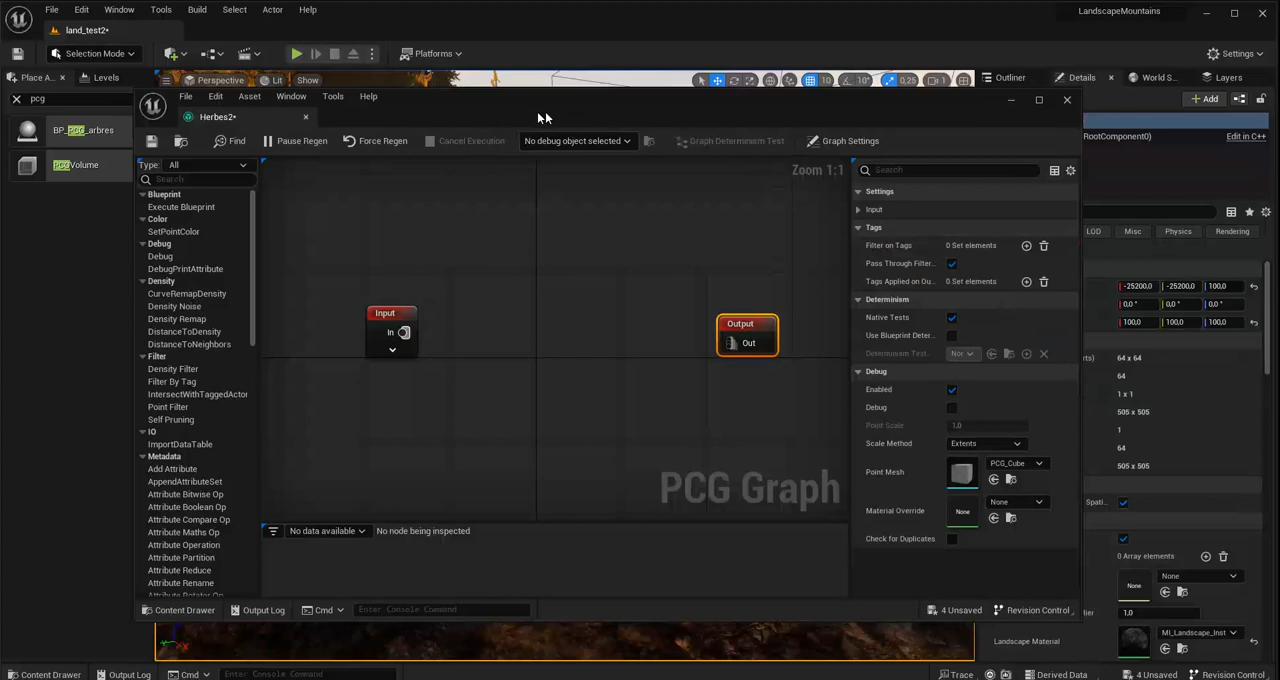 File Edit Window Tools Build Select Actor Help LandscapeMountains
land_test2•
Selection Mode Platforms Settings
Place A... Levels Perspective Lit Show 10 10° 0,25 1 Outliner Details World S... Layers
pcg
BP_PCG_arbres
PCGVolume
File Edit Asset Window Tools Help
Herbes2•
Find Pause Regen Force Regen Cancel Execution No debug object selected Graph Determinism Test Graph Settings
Type: All
Search
Blueprint
Execute Blueprint
Color
SetPointColor
Debug
Debug
DebugPrintAttribute
Density
CurveRemapDensity
Density Noise
Density Remap
DistanceToDensity
DistanceToNeighbors
Filter
Density Filter
Filter By Tag
IntersectWithTaggedActor
Point Filter
Self Pruning
IO
ImportDataTable
Metadata
Add Attribute
AppendAttributeSet
Attribute Bitwise Op
Attribute Boolean Op
Attribute Compare Op
Attribute Maths Op
Attribute Operation
Attribute Partition
Attribute Reduce
Attribute Rename
Zoom 1:1
Input
In
Output
Out
PCG Graph
No data available No node being inspected
Search
Settings
Input
Tags
Filter on Tags 0 Set elements
Pass Through Filter...
Tags Applied on Ou... 0 Set elements
Determinism
Native Tests
Use Blueprint Deter...
Determinism Test... Nor
Debug
Enabled
Debug
Point Scale 1,0
Scale Method Extents
Point Mesh PCG_Cube
Material Override None None
Check for Duplicates
Content Drawer Output Log Cmd Enter Console Command 4 Unsaved Revision Control
+ Add
RootComponent0) Edit in C++
LOD Misc Physics Rendering
-25200,0 -25200,0 100,0
0,0° 0,0° 0,0°
100,0 100,0 100,0
64 x 64
64
1 x 1
505 x 505
1
64
505 x 505
0 Array elements
None None
1,0
Landscape Material MI_Landscape_Inst
Content Drawer Output Log Cmd Enter Console Command Trace Derived Data 4 Unsaved Revision Control